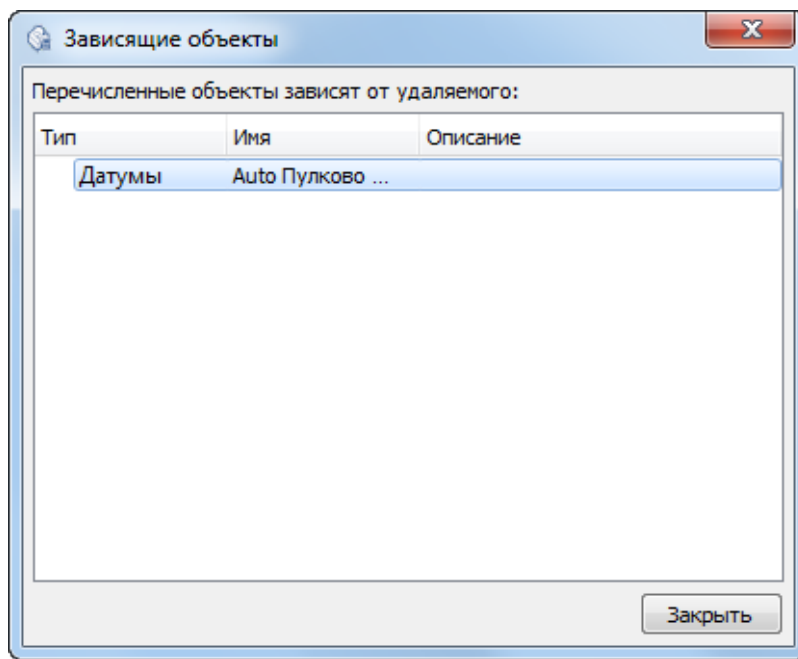 Зависящие объекты
Перечисленные объекты зависят от удаляемого:
Тип Имя Описание
Датумы Auto Пулково ...
Закрыть